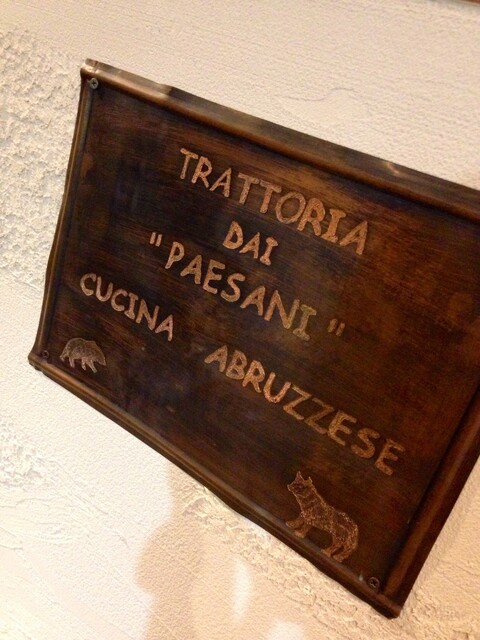 TRATTORIA
DAI
"PAESANI"
CUCINA ABRUZZESE